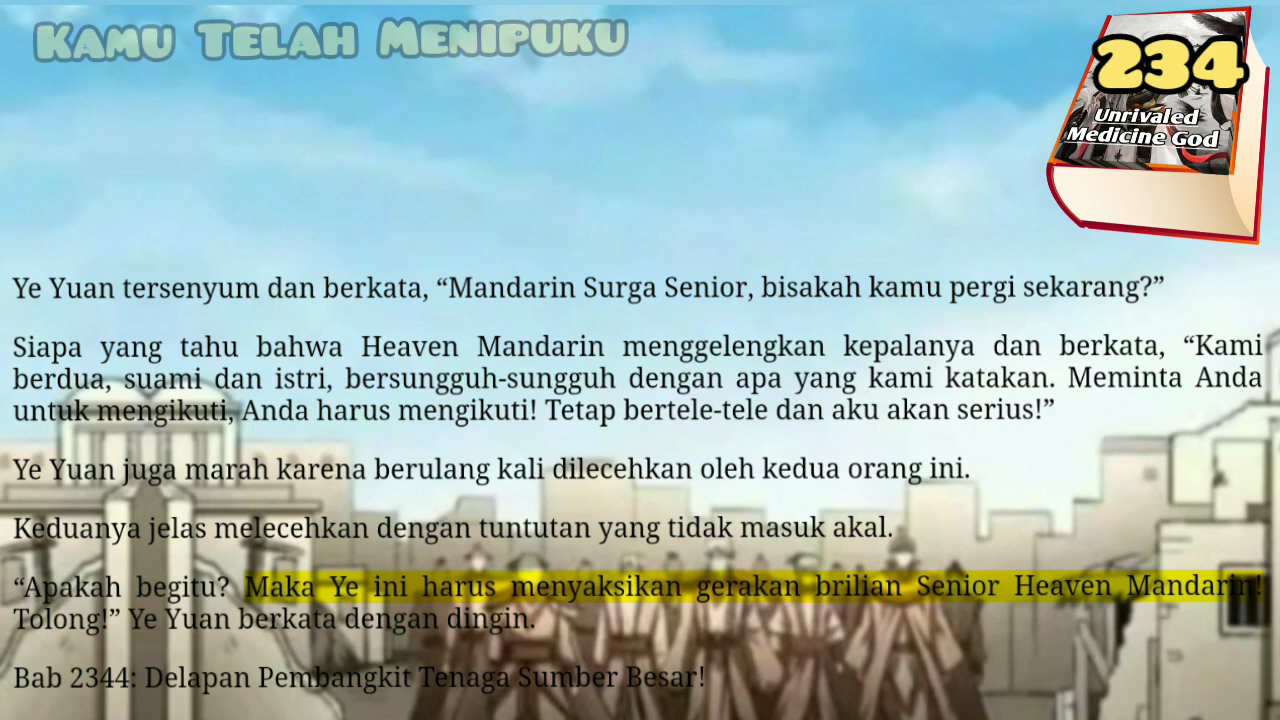 Kamu Telah Menipuku
234
Unrivaled
Medicine God
Ye Yuan tersenyum dan berkata, “Mandarin Surga Senior, bisakah kamu pergi sekarang?”
Siapa yang tahu bahwa Heaven Mandarin menggelengkan kepalanya dan berkata, “Kami
berdua, suami dan istri, bersungguh-sungguh dengan apa yang kami katakan. Meminta Anda
untuk mengikuti, Anda harus mengikuti! Tetap bertele-tele dan aku akan serius!”
Ye Yuan juga marah karena berulang kali dilecehkan oleh kedua orang ini.
Keduanya jelas melecehkan dengan tuntutan yang tidak masuk akal.
“Apakah begitu? Maka Ye ini harus menyaksikan gerakan brilian Senior Heaven Mandarin!
Tolong!” Ye Yuan berkata dengan dingin.
Bab 2344: Delapan Pembangkit Tenaga Sumber Besar!